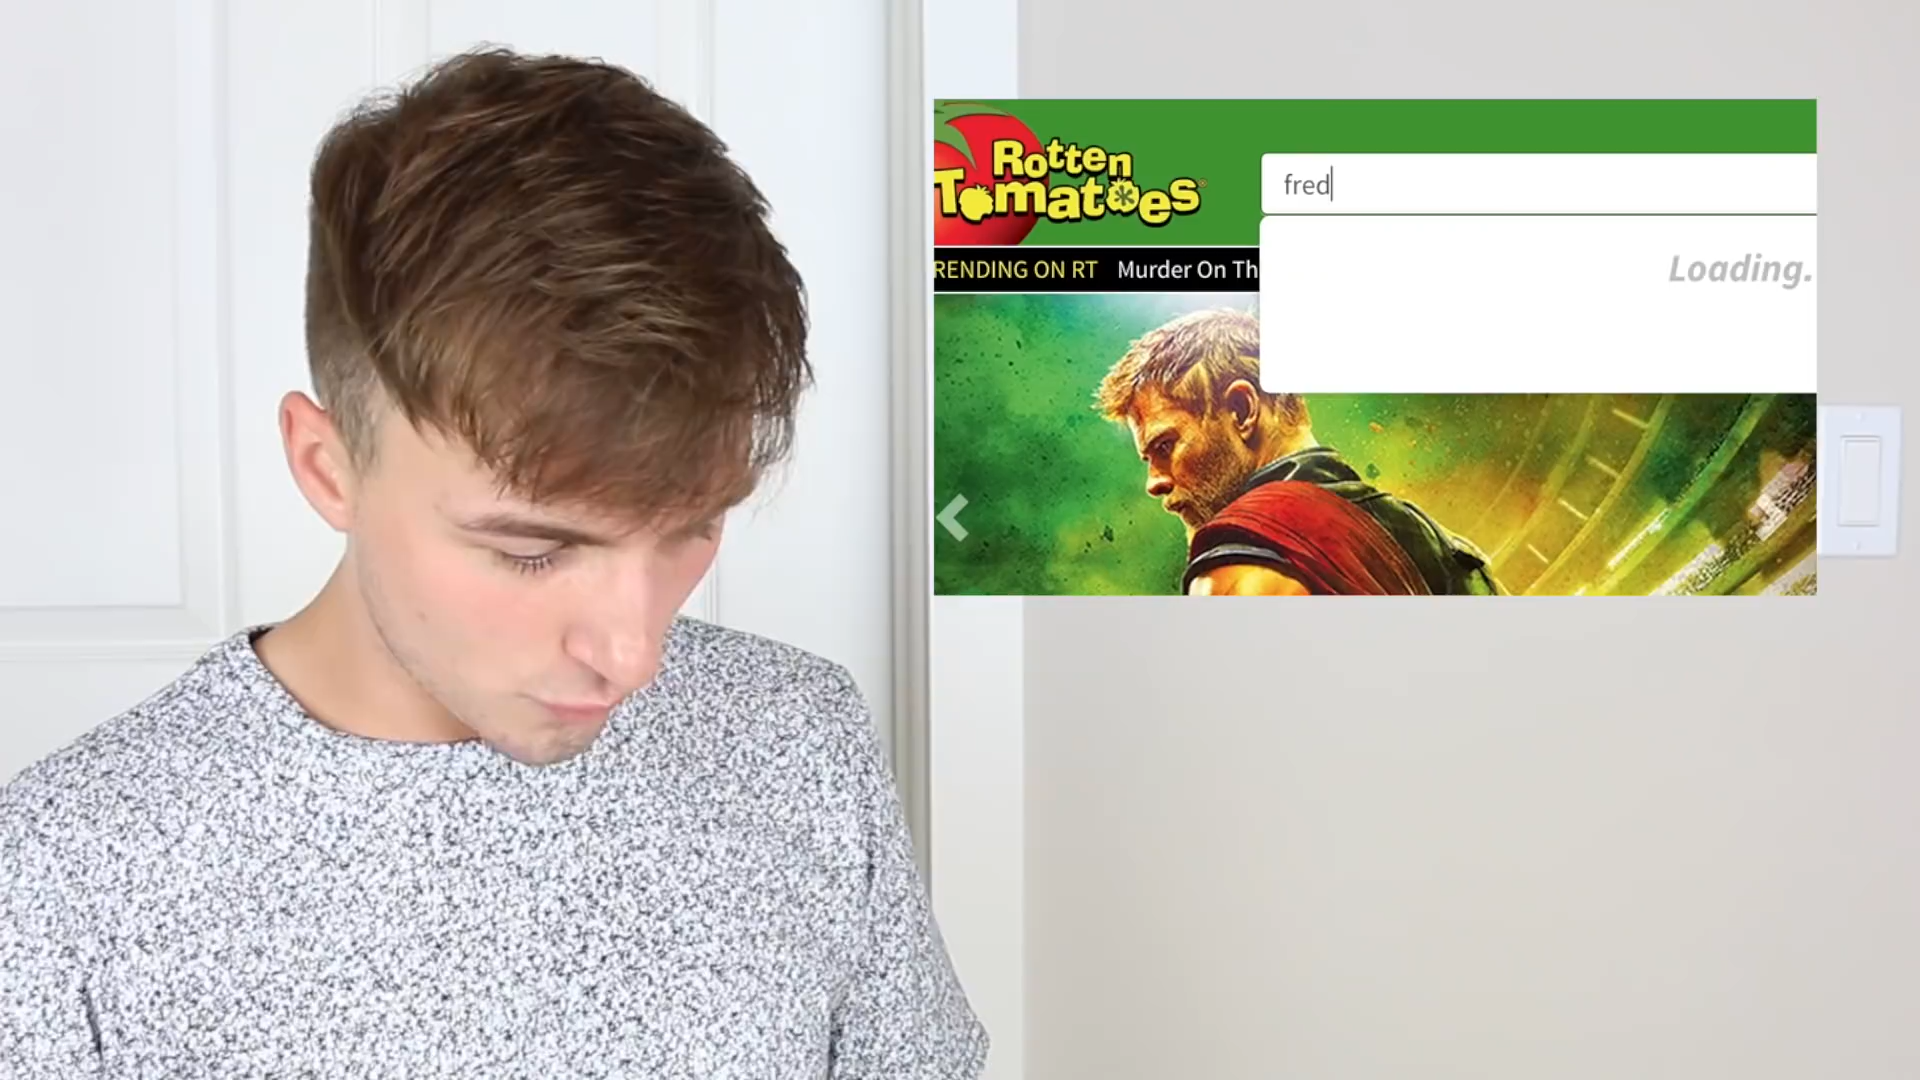 Rotten
Tomatoes
fred
Loading.
RENDING ON RT Murder On Th